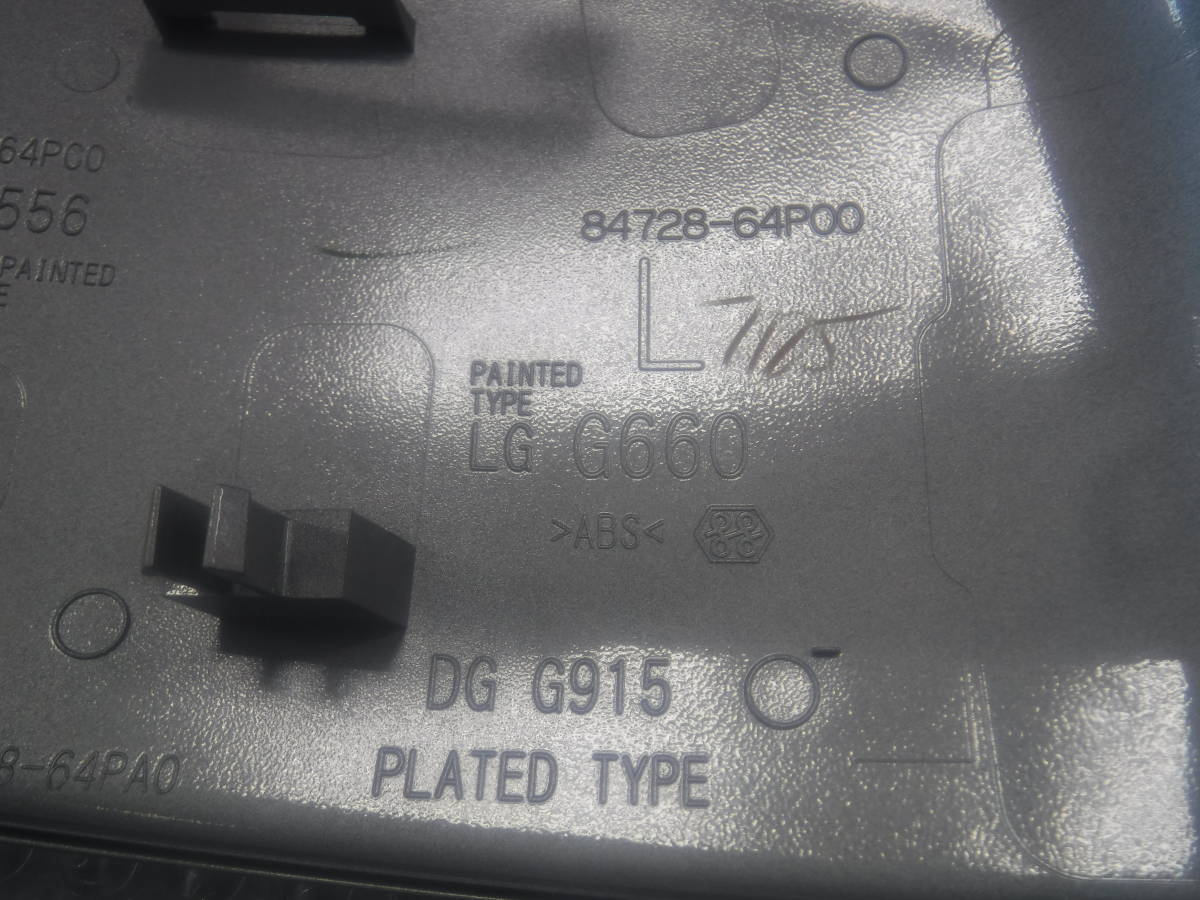 64PC0
556
PAINTED
E
84728-64P00
L
PAINTED
TYPE
LG G660
>ABS<
DG G915
8-64PA0
PLATED TYPE